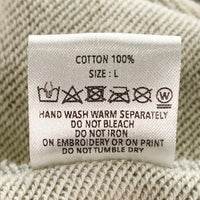 COTTON 100%
SIZE : L
W
HAND WASH WARM SEPARATELY
DO NOT BLEACH
DO NOT IRON
ON EMBROIDERY OR ON PRINT
DO NOT TUMBLE DRY